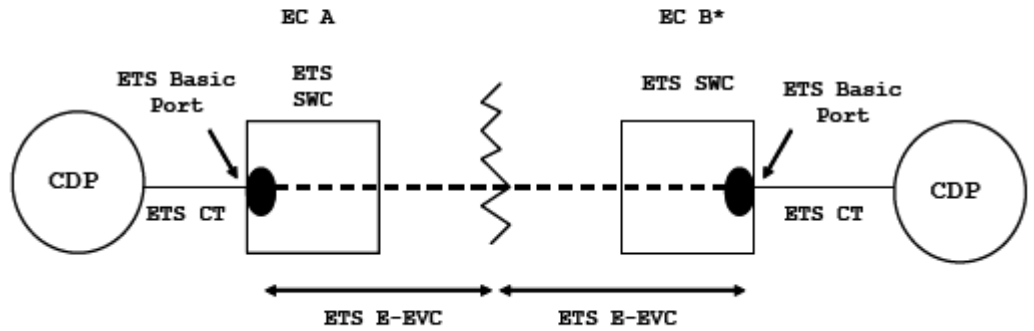 EC A
EC B*
ETS Basic
Port
ETS
SWC
ETS SWC
ETS Basic
Port
CDP
ETS CT
ETS CT
CDP
ETS E-EVC
ETS E-EVC